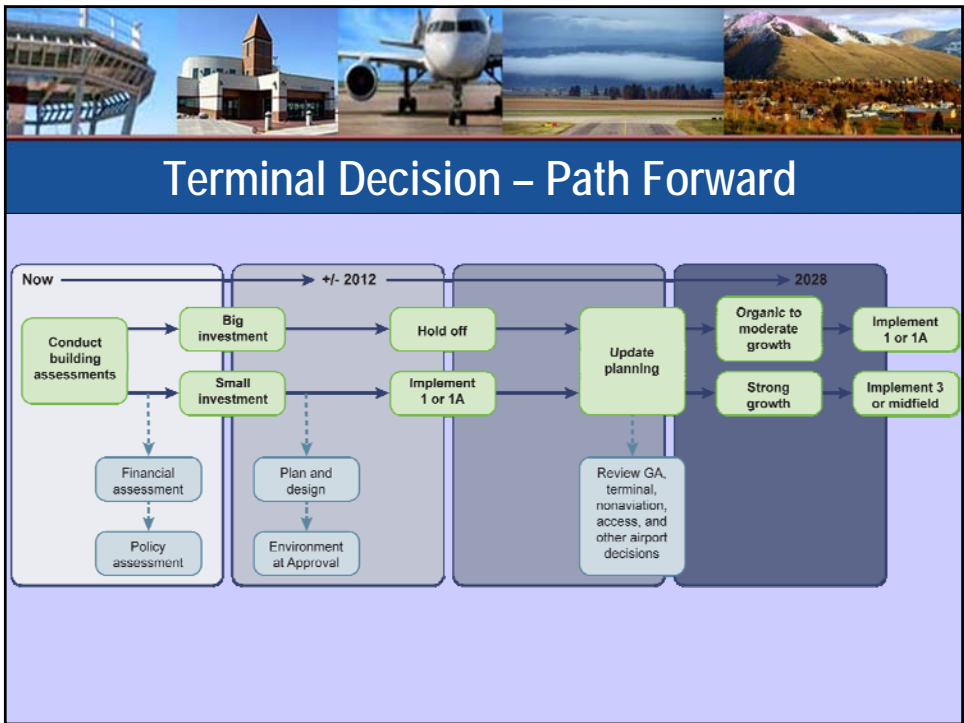 Terminal Decision – Path Forward
Now
+/- 2012
2028
Conduct
building
assessments
Big
investment
Small
investment
Hold off
Implement
1 or 1A
Update
planning
Organic to
moderate
growth
Strong
growth
Implement
1 or 1A
Implement 3
or midfield
Financial
assessment
Policy
assessment
Plan and
design
Environment
at Approval
Review GA,
terminal,
nonaviation,
access, and
other airport
decisions